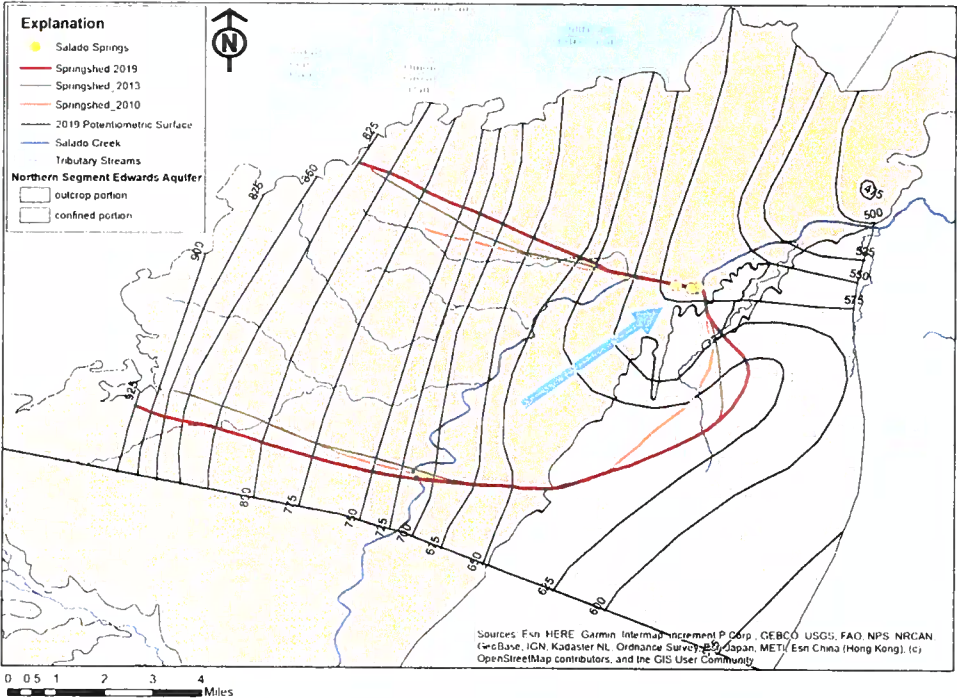 Explanation
N
Salado Springs
Springshed 2019
Springshed_2013
Springshed_2010
2019 Potentiometric Surface
Salado Creek
Tributary Streams
Northern Segment Edwards Aquifer
outcrop portion
confined portion
825
850
875
900
925
475
500
525
550
575
800
775
750
725
700
675
650
625
600
Sources: Esri, HERE, Garmin, Intermap, increment P Corp., GEBCO, USGS, FAO, NPS, NRCAN,
GeoBase, IGN, Kadaster NL, Ordnance Survey, Esri Japan, METI, Esri China (Hong Kong), (c)
OpenStreetMap contributors, and the GIS User Community
0 0.5 1 2 3 4
Miles